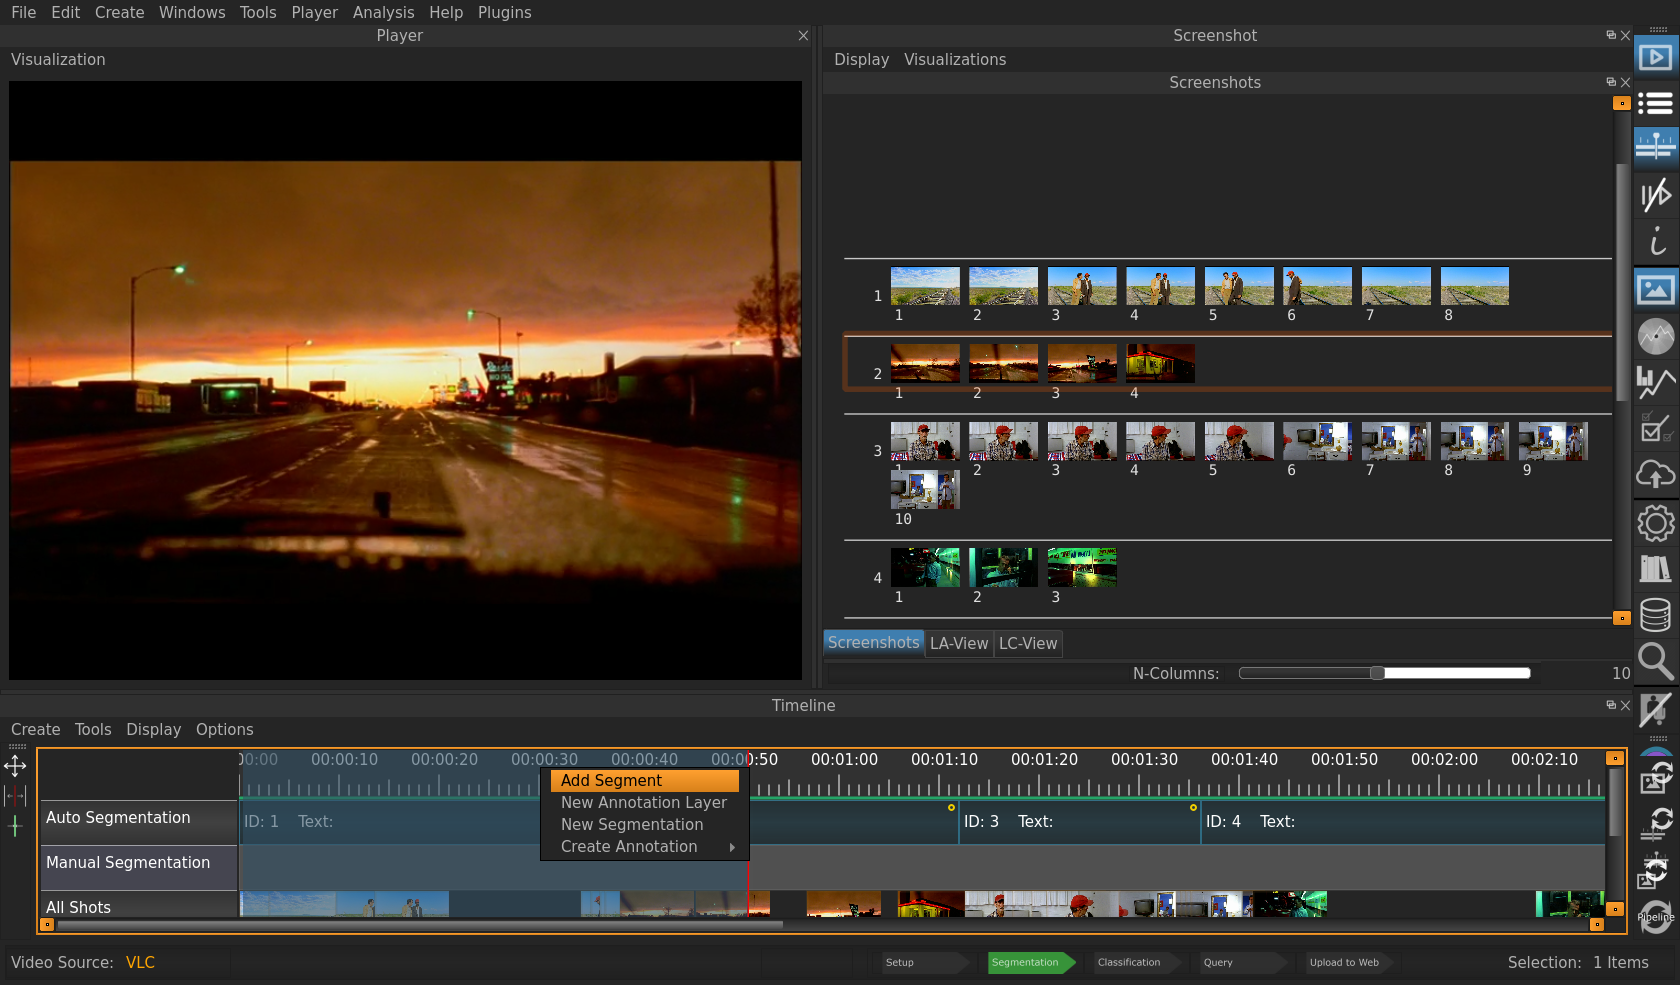 File Edit Create Windows Tools Player Analysis Help Plugins
Player
Visualization
Screenshot
Display Visualizations
Screenshots
1
1 2 3 4 5 6 7 8
2
1 2 3 4
3
1 2 3 4 5 6 7 8 9
10
4
1 2 3
Screenshots LA-View LC-View
N-Columns: 10
Timeline
Create Tools Display Options
00:00 00:00:10 00:00:20 00:00:30 00:00:40 00:00:50 00:01:00 00:01:10 00:01:20 00:01:30 00:01:50 00:02:00 00:02:10
Add Segment
New Annotation Layer
New Segmentation
Create Annotation
Auto Segmentation
ID: 1 Text:
ID: 3 Text:
ID: 4 Text:
Manual Segmentation
All Shots
Pipeline
Video Source: VLC
Setup Segmentation Classification Query Upload to Web
Selection: 1 Items